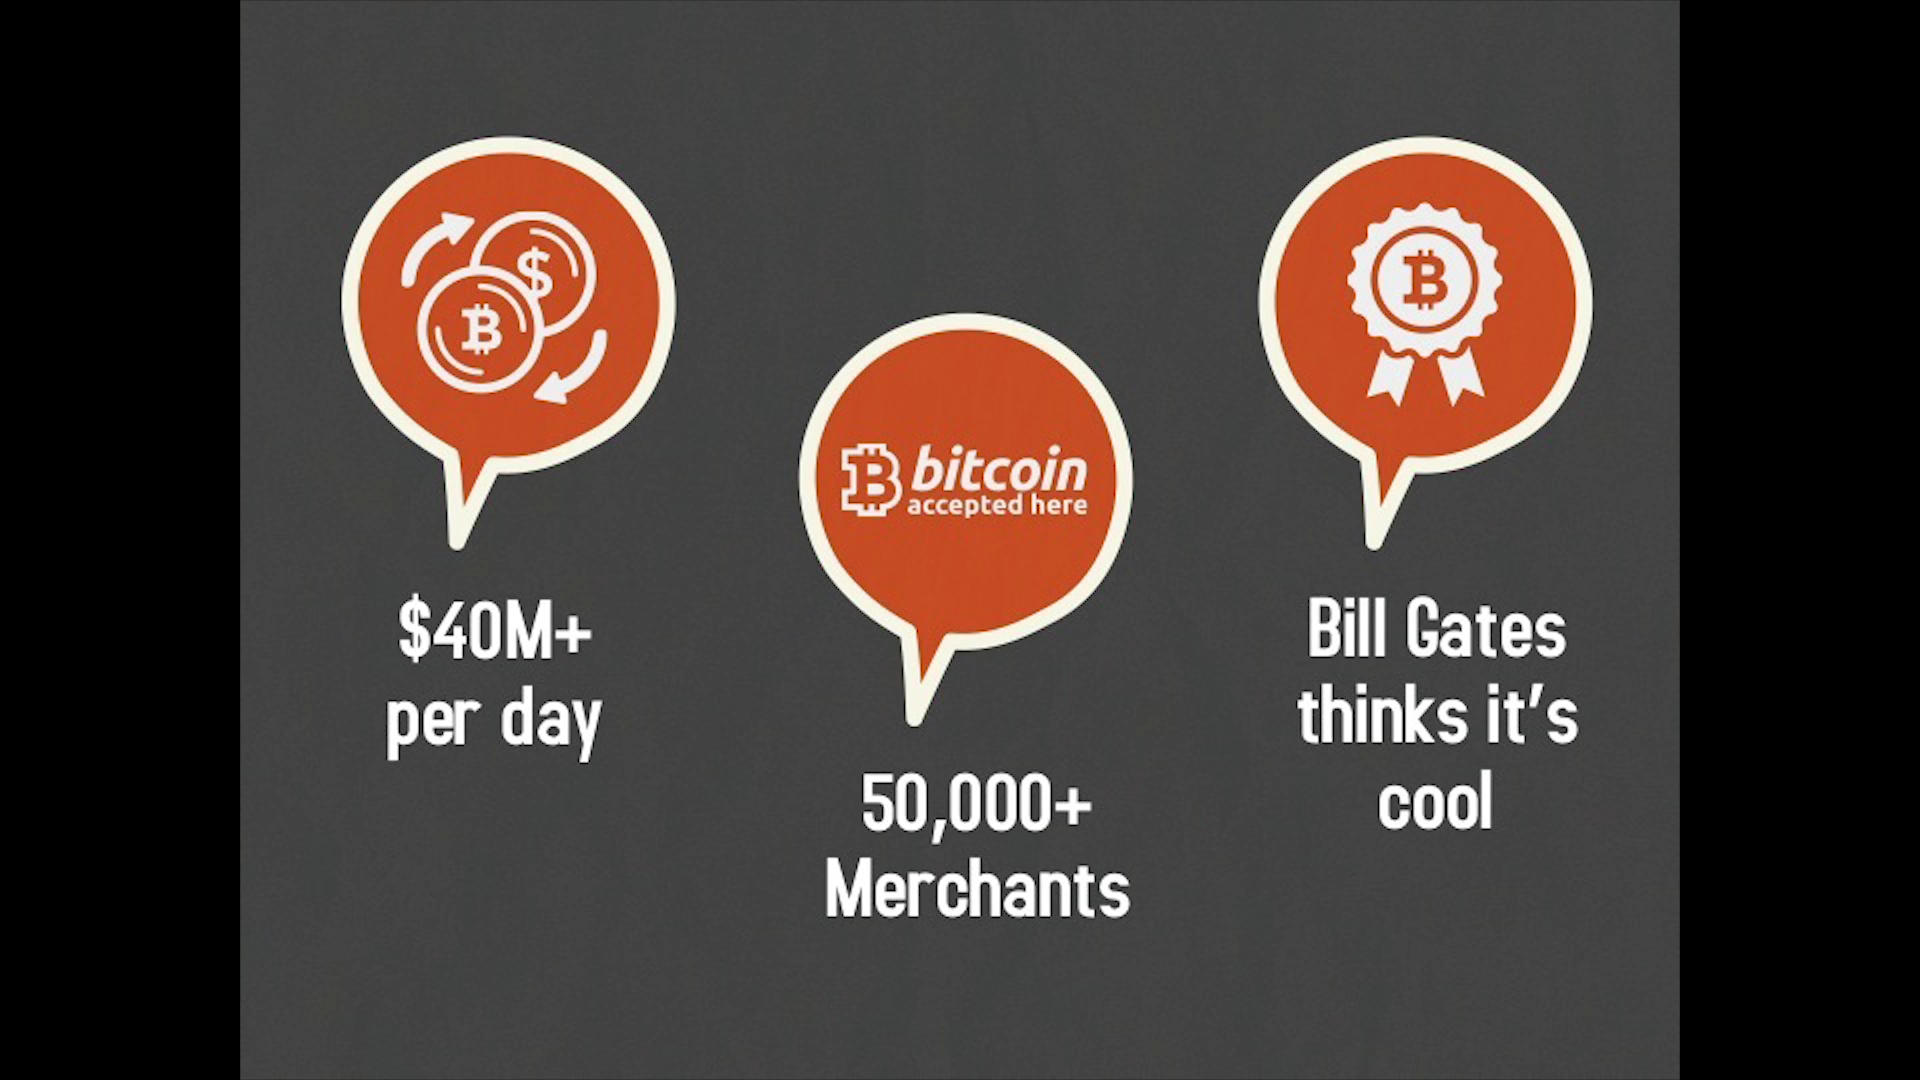 $40M+
per day
bitcoin
accepted here
50,000+
Merchants
Bill Gates
thinks it's
cool